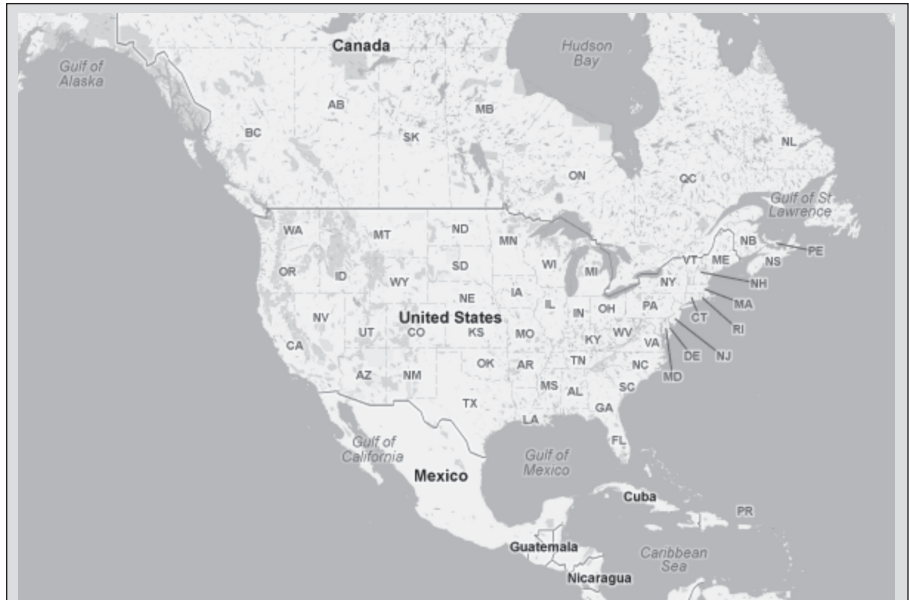 Canada
Hudson
Bay
Gulf of
Alaska
AB
MB
BC
SK
NL
ON
QC
Gulf of St
Lawrence
WA
MT
ND
MN
NB
PE
OR
ID
SD
WI
MI
VT
ME
NS
WY
NY
NH
NE
IA
IL
IN
OH
PA
MA
NV
United States
CT
RI
UT
CO
KS
MO
KY
WV
VA
CA
NJ
DE
OK
AR
TN
NC
MD
AZ
NM
MS
AL
SC
TX
GA
LA
FL
Gulf of
California
Gulf of
Mexico
Mexico
Cuba
PR
Guatemala
Caribbean
Sea
Nicaragua